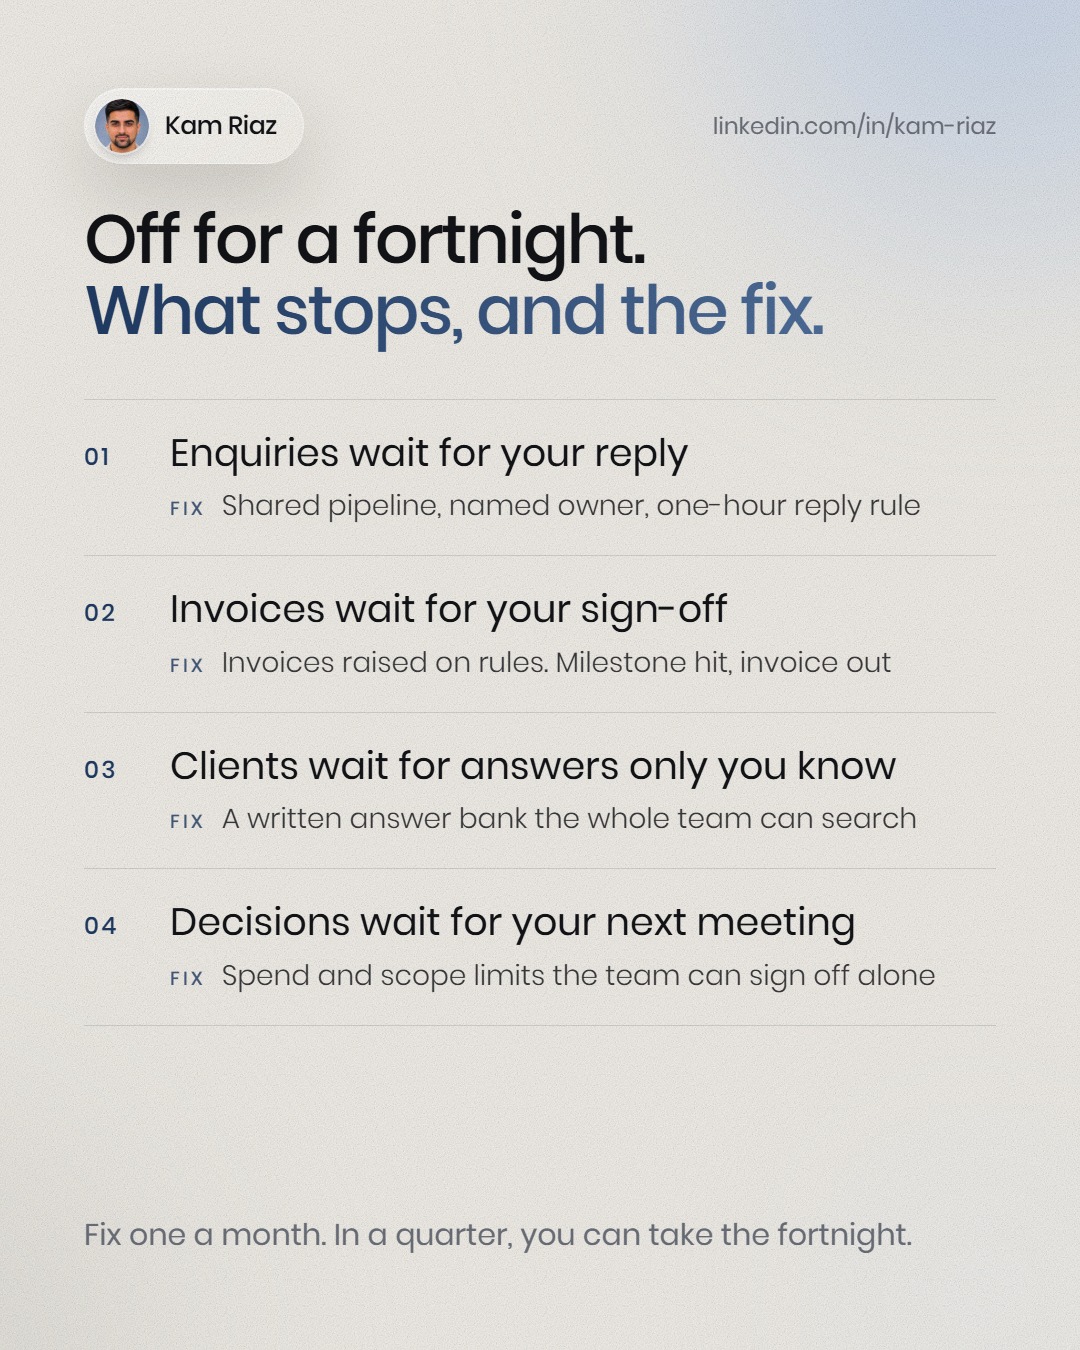 Kam Riaz
linkedin.com/in/kam-riaz
Off for a fortnight.
What stops, and the fix.
01
Enquiries wait for your reply
FIX Shared pipeline, named owner, one-hour reply rule
02
Invoices wait for your sign-off
FIX Invoices raised on rules. Milestone hit, invoice out
03
Clients wait for answers only you know
FIX A written answer bank the whole team can search
04
Decisions wait for your next meeting
FIX Spend and scope limits the team can sign off alone
Fix one a month. In a quarter, you can take the fortnight.